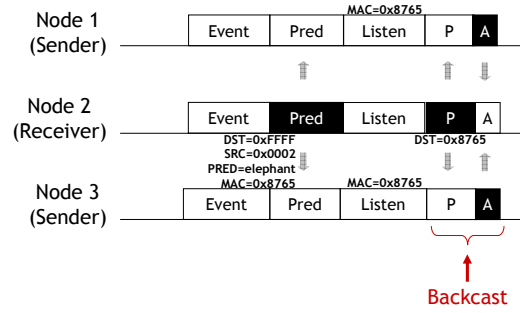 MAC=0x8765
Node 1
(Sender)
Event Pred Listen P A
Node 2
(Receiver)
Event Pred Listen P A
DST=0xFFFF DST=0x8765
SRC=0x0002
PRED=elephant
MAC=0x8765 MAC=0x8765
Node 3
(Sender)
Event Pred Listen P A
Backcast